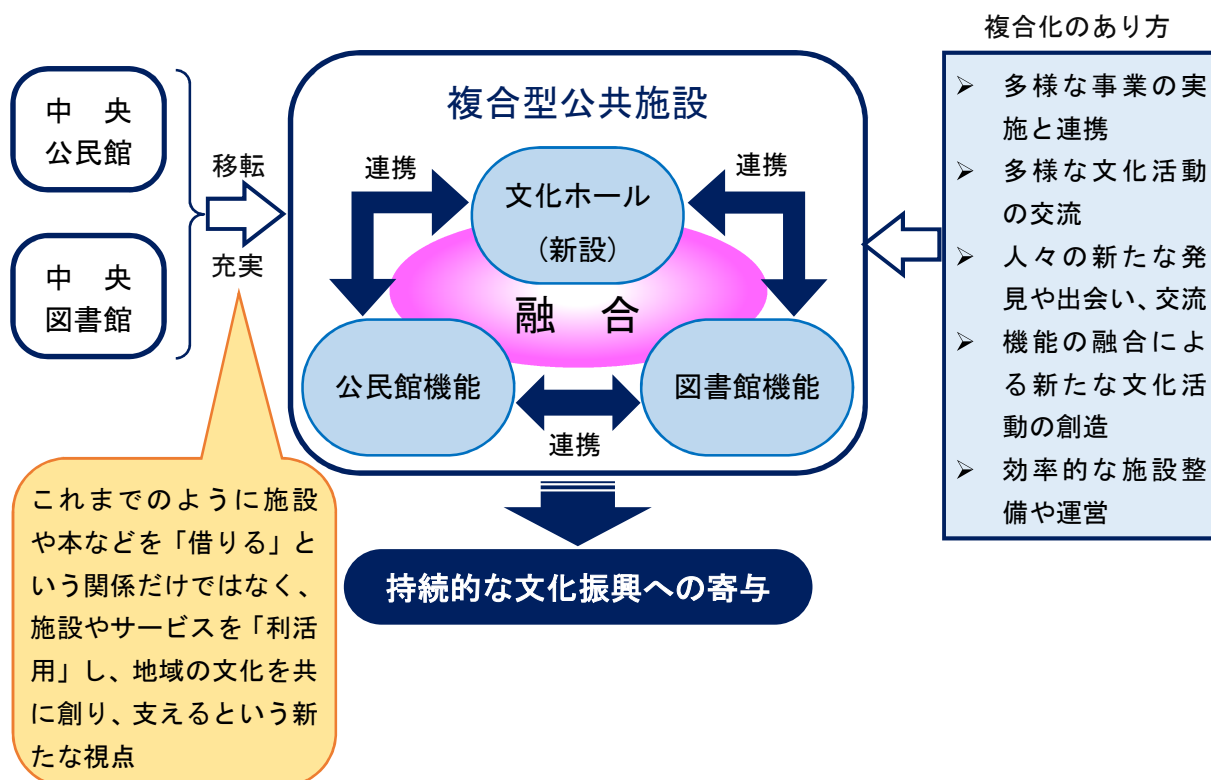 複合化のあり方
中　央
公民館
中　央
図書館
移転
充実
複合型公共施設
連携
連携
文化ホール
（新設）
融　合
公民館機能
図書館機能
連携
➢ 多様な事業の実
施と連携
➢ 多様な文化活動
の交流
➢ 人々の新たな発
見や出会い、交流
➢ 機能の融合によ
る新たな文化活
動の創造
➢ 効率的な施設整
備や運営
これまでのように施設
や本などを「借りる」と
いう関係だけではなく、
施設やサービスを「利活
用」し、地域の文化を共
に創り、支えるという新
たな視点
持続的な文化振興への寄与